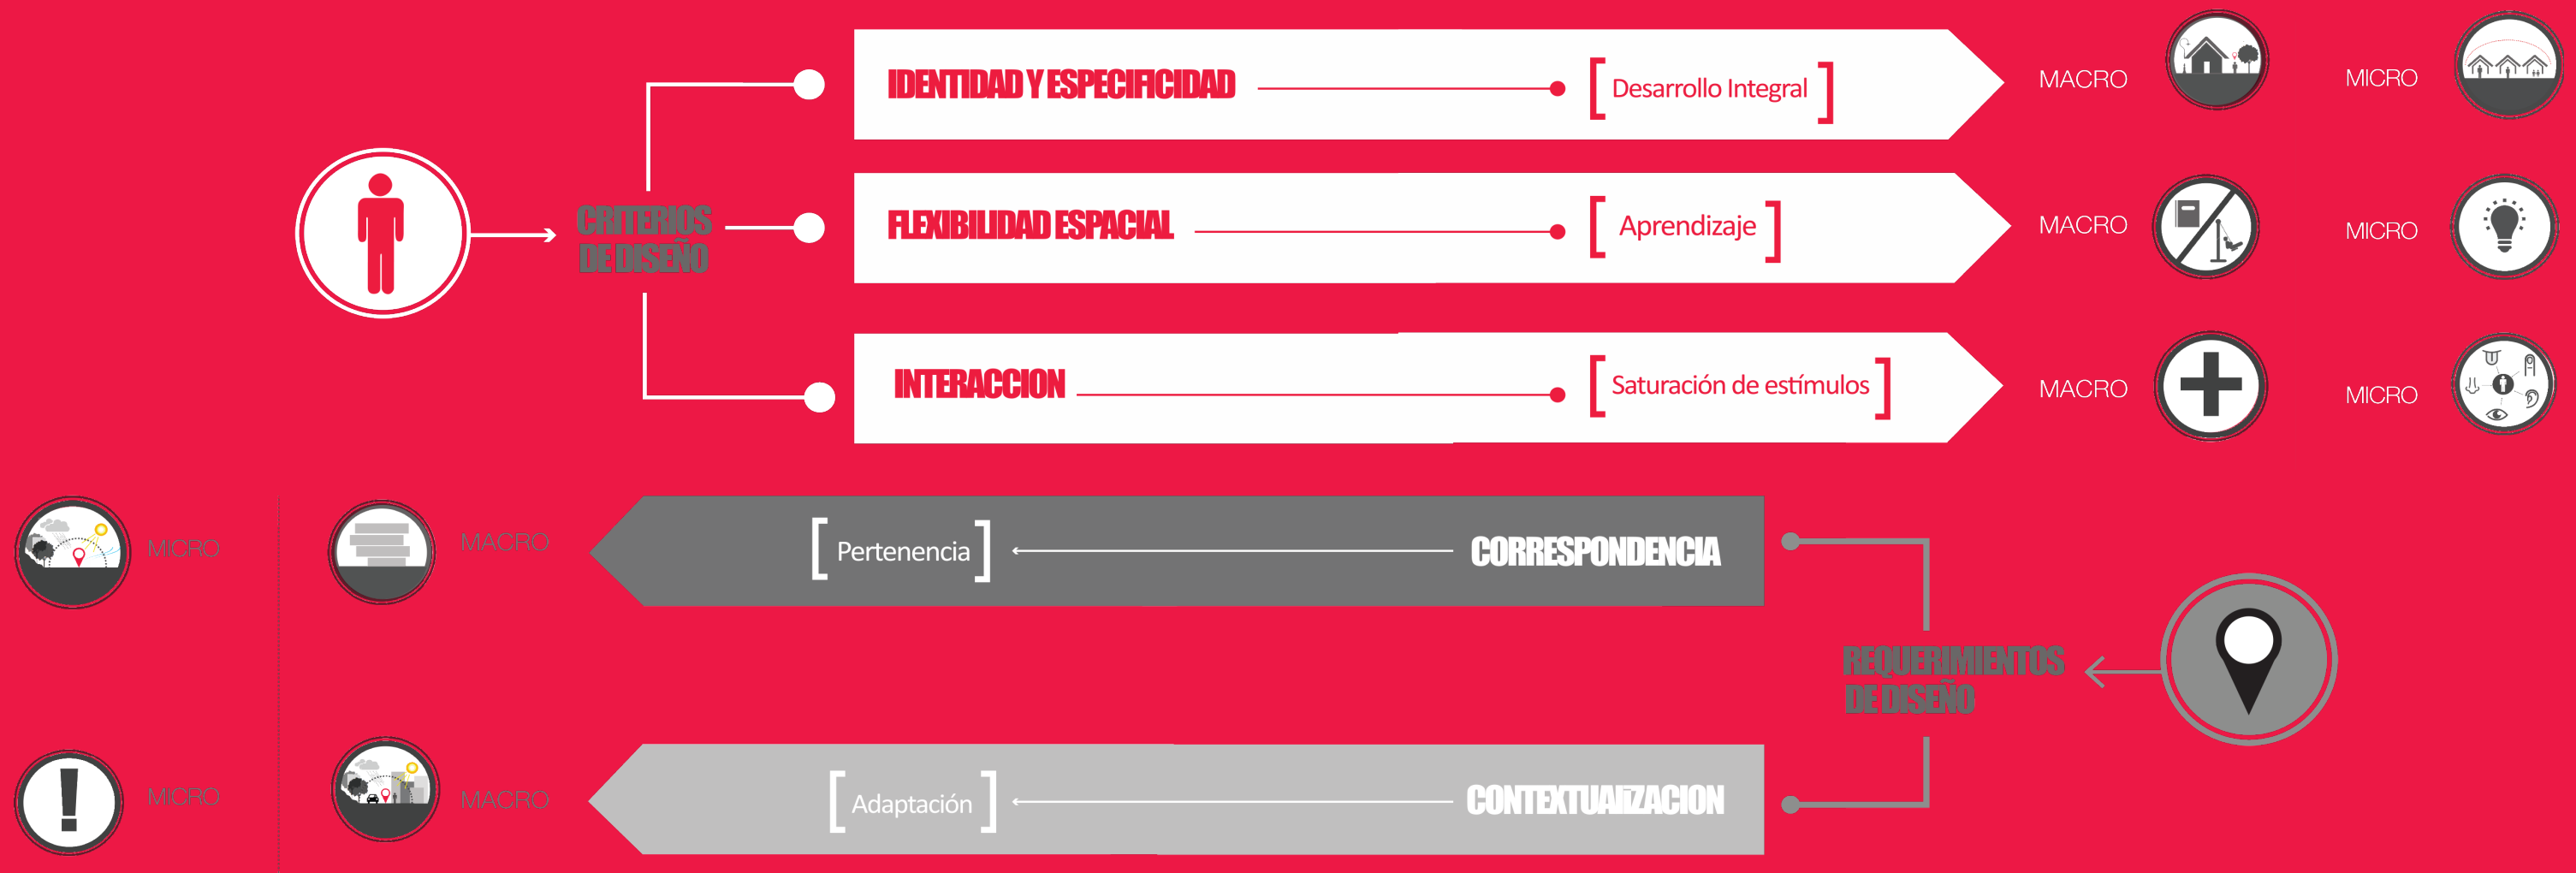 IDENTIDAD Y ESPECIFICIDAD
[ Desarrollo Integral ]
MACRO
MICRO
CRITERIOS
DE DISEÑO
FLEXIBILIDAD ESPACIAL
[ Aprendizaje ]
MACRO
MICRO
INTERACCION
[ Saturación de estímulos ]
MACRO
MICRO
MICRO
MACRO
[ Pertenencia ]
CORRESPONDENCIA
REQUERIMIENTOS
DE DISEÑO
MICRO
MACRO
[ Adaptación ]
CONTEXTUALIZACION